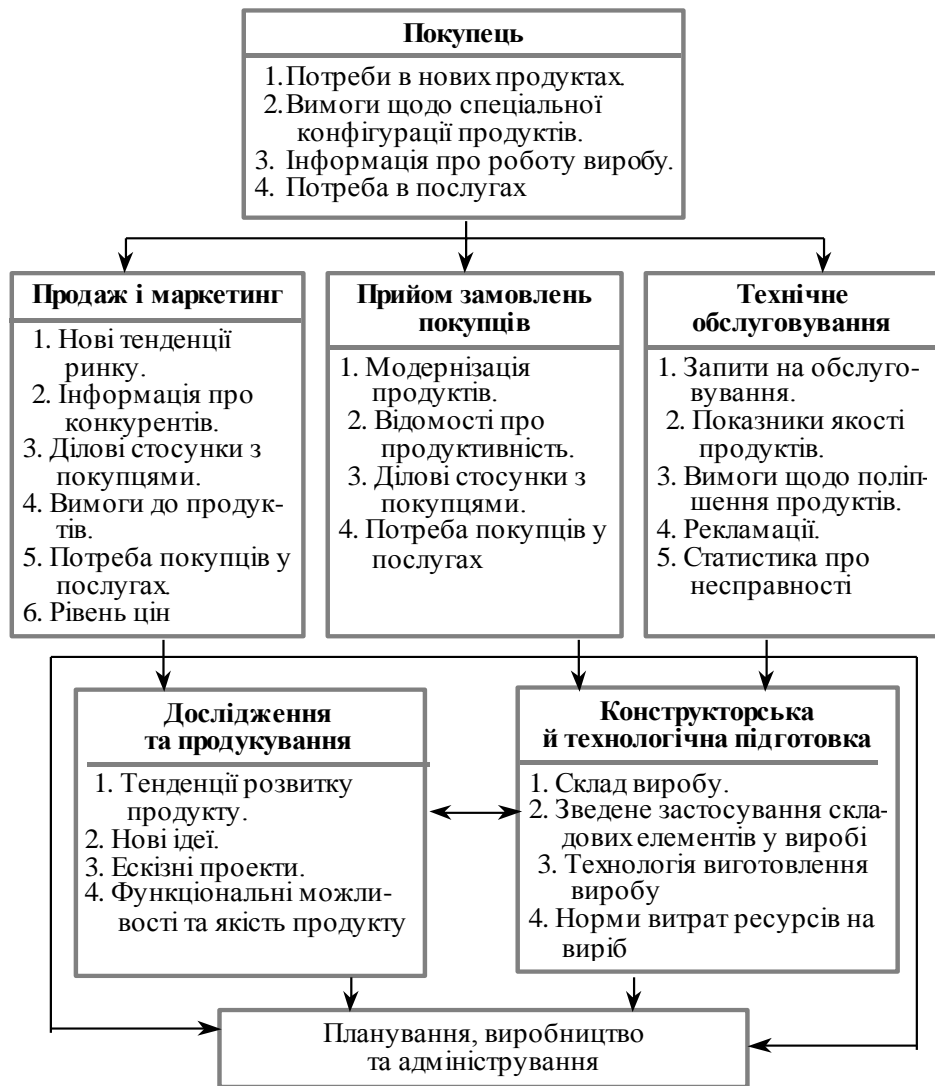 Покупець
1. Потреби в нових продуктах.
2. Вимоги щодо спеціальної
конфігурації продуктів.
3. Інформація про роботу виробу.
4. Потреба в послугах
Продаж і маркетинг
1. Нові тенденції
ринку.
2. Інформація про
конкурентів.
3. Ділові стосунки з
покупцями.
4. Вимоги до продук-
тів.
5. Потреба покупців у
послугах.
6. Рівень цін
Прийом замовлень
покупців
1. Модернізація
продуктів.
2. Відомості про
продуктивність.
3. Ділові стосунки з
покупцями.
4. Потреба покупців у
послугах
Технічне
обслуговування
1. Запити на обслуго-
вування.
2. Показники якості
продуктів.
3. Вимоги щодо поліп-
шення продуктів.
4. Рекламації.
5. Статистика про
несправності
Дослідження
та продукування
1. Тенденції розвитку
продукту.
2. Нові ідеї.
3. Ескізні проекти.
4. Функціональні можли-
вості та якість продукту
Конструкторська
й технологічна підготовка
1. Склад виробу.
2. Зведене застосування скла-
дових елементів у виробі
3. Технологія виготовлення
виробу
4. Норми витрат ресурсів на
виріб
Планування, виробництво
та адміністрування